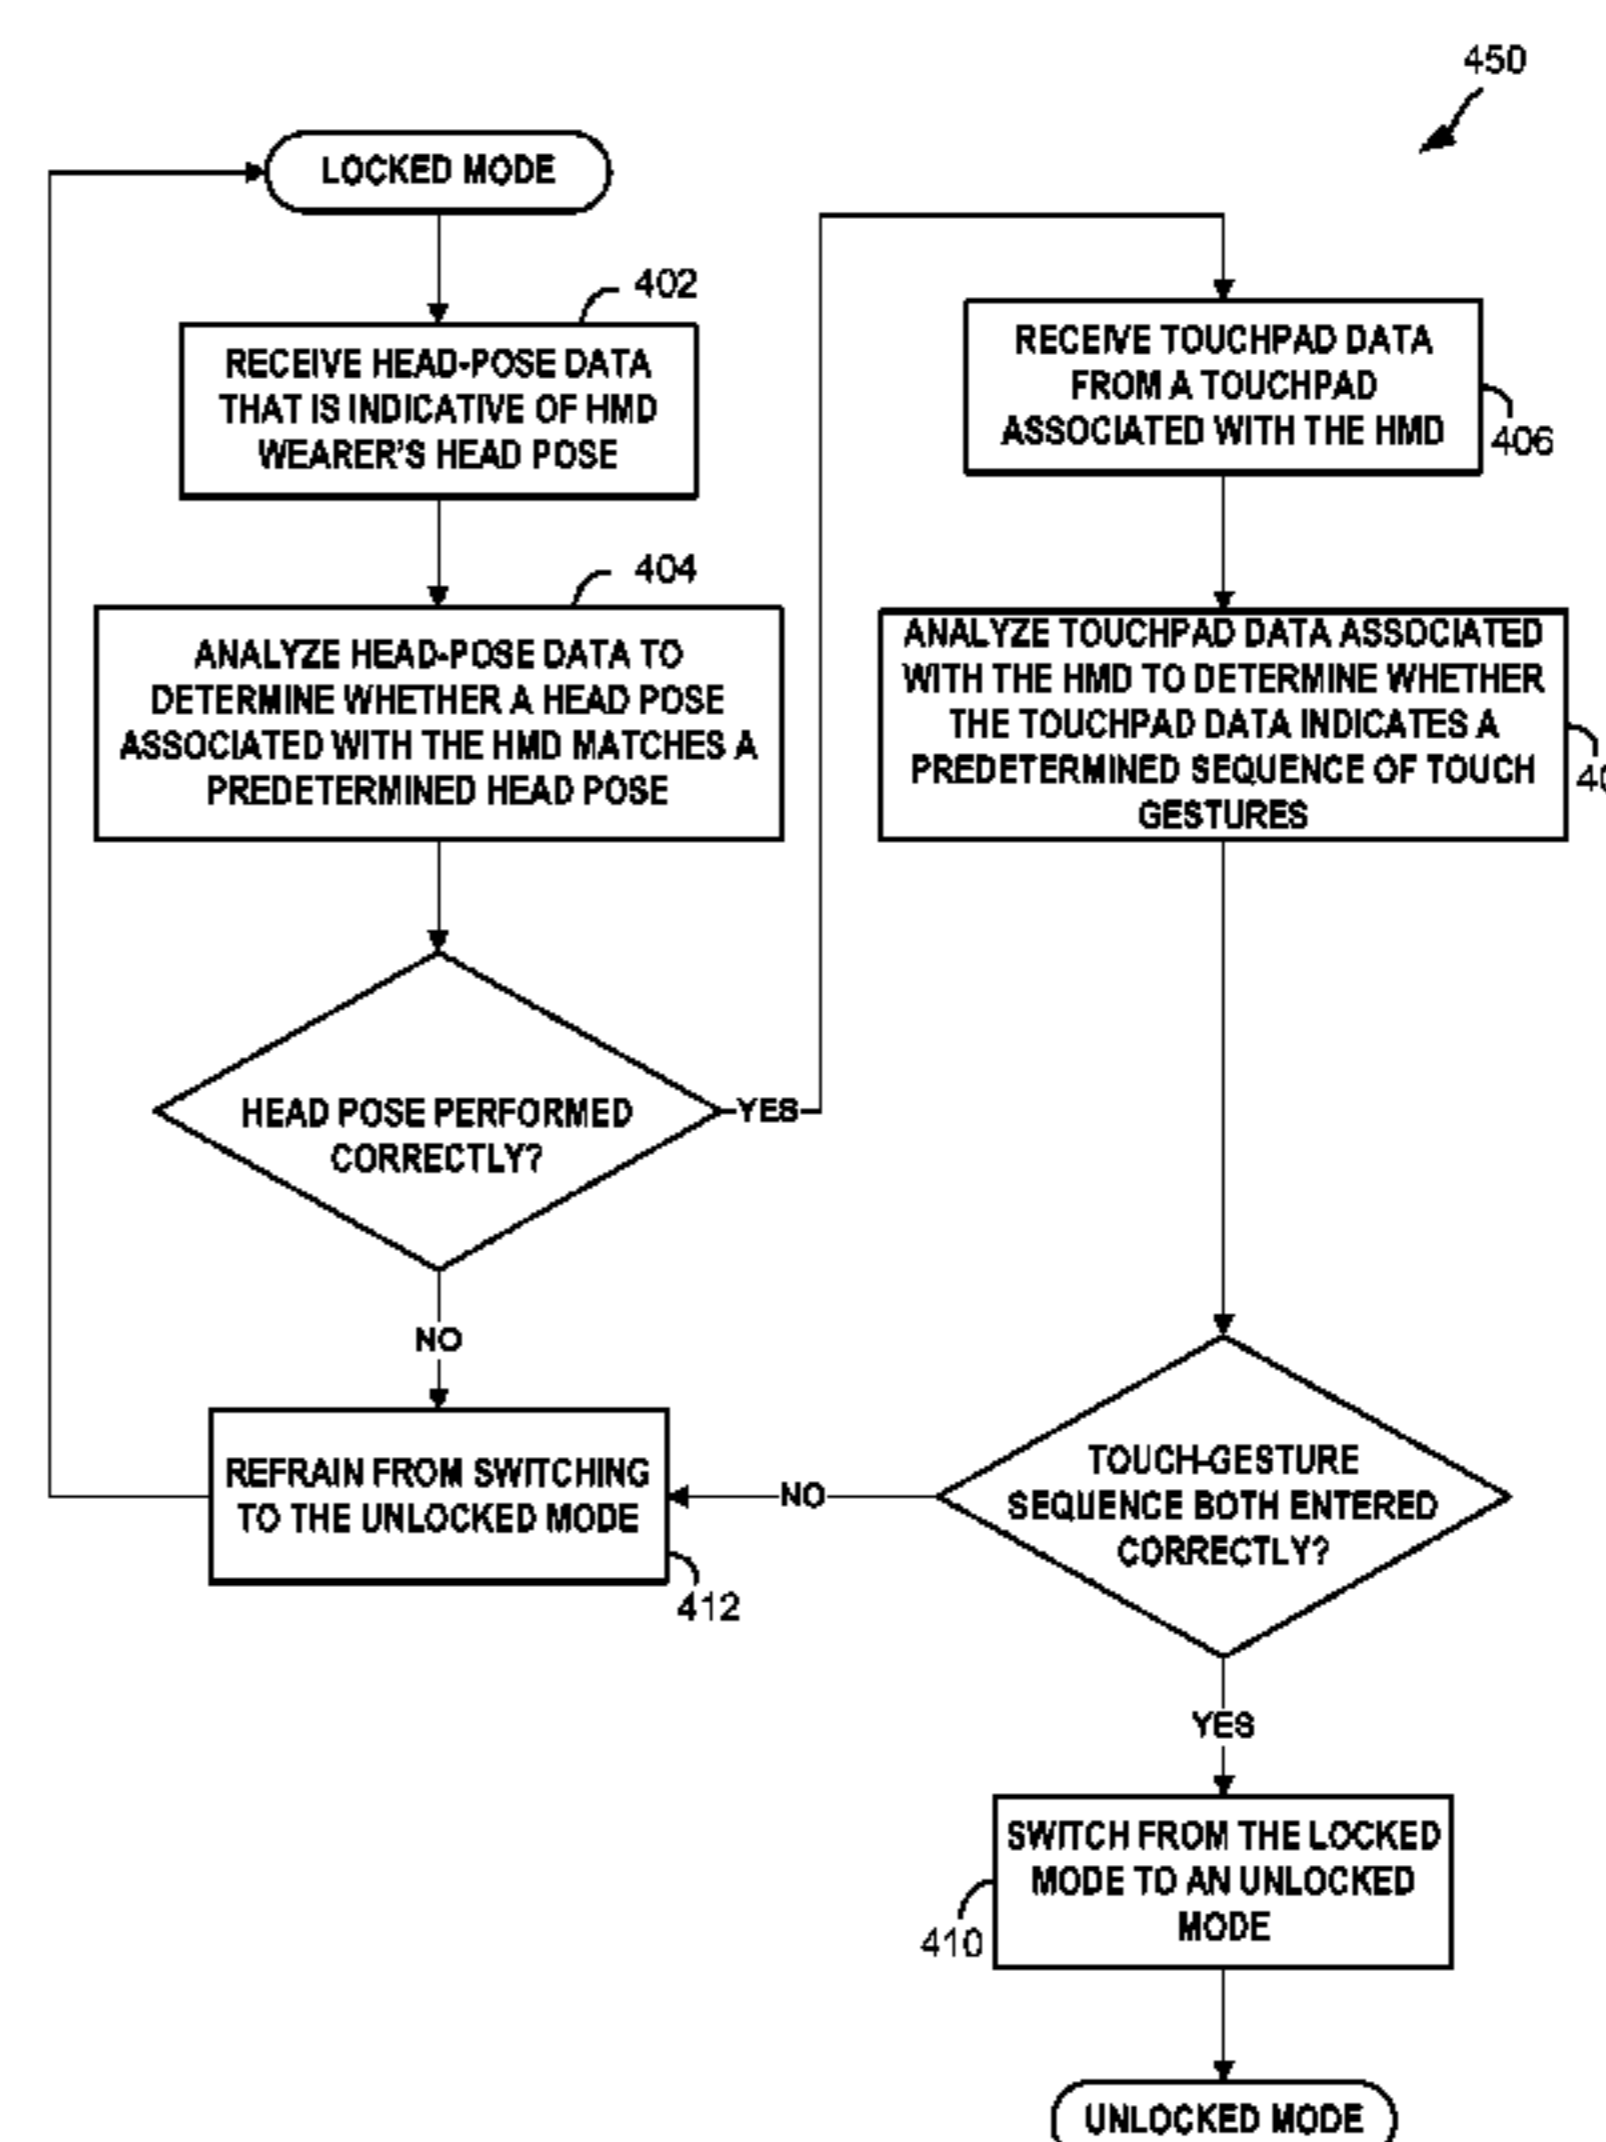 450
LOCKED MODE
402
RECEIVE HEAD-POSE DATA
THAT IS INDICATIVE OF HMD
WEARER'S HEAD POSE
404
ANALYZE HEAD-POSE DATA TO
DETERMINE WHETHER A HEAD POSE
ASSOCIATED WITH THE HMD MATCHES A
PREDETERMINED HEAD POSE
HEAD POSE PERFORMED
CORRECTLY?
YES
NO
REFRAIN FROM SWITCHING
TO THE UNLOCKED MODE
412
RECEIVE TOUCHPAD DATA
FROM A TOUCHPAD
ASSOCIATED WITH THE HMD
406
ANALYZE TOUCHPAD DATA ASSOCIATED
WITH THE HMD TO DETERMINE WHETHER
THE TOUCHPAD DATA INDICATES A
PREDETERMINED SEQUENCE OF TOUCH
GESTURES
TOUCH-GESTURE
SEQUENCE BOTH ENTERED
CORRECTLY?
NO
YES
SWITCH FROM THE LOCKED
MODE TO AN UNLOCKED
MODE
410
UNLOCKED MODE